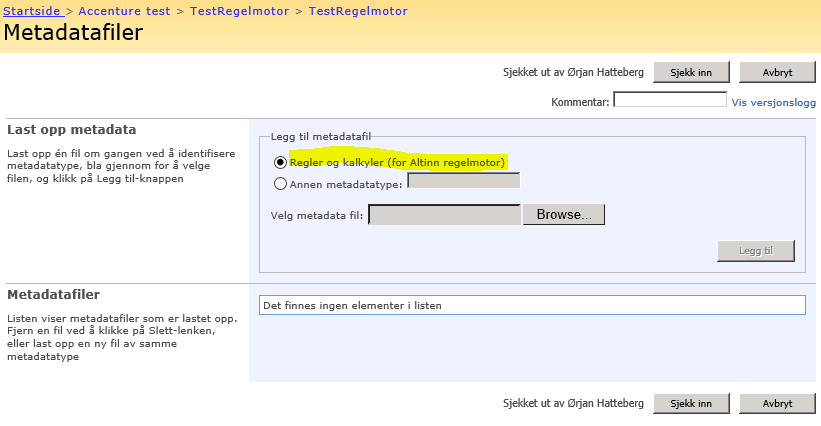 Startside > Accenture test > TestRegelmotor > TestRegelmotor
Metadatafiler
Sjekket ut av Ørjan Hatteberg Sjekk inn Avbryt
Kommentar: Vis versjonslogg
Last opp metadata
Last opp én fil om gangen ved å identifisere
metadatatype, bla gjennom for å velge
filen, og klikk på Legg til-knappen
Legg til metadatafil
Regler og kalkyler (for Altinn regelmotor)
Annen metadatatype:
Velg metadata fil: Browse...
Legg til
Metadatafiler
Listen viser metadatafiler som er lastet opp.
Fjern en fil ved å klikke på Slett-lenken,
eller last opp en ny fil av samme
metadatatype
Det finnes ingen elementer i listen
Sjekket ut av Ørjan Hatteberg Sjekk inn Avbryt